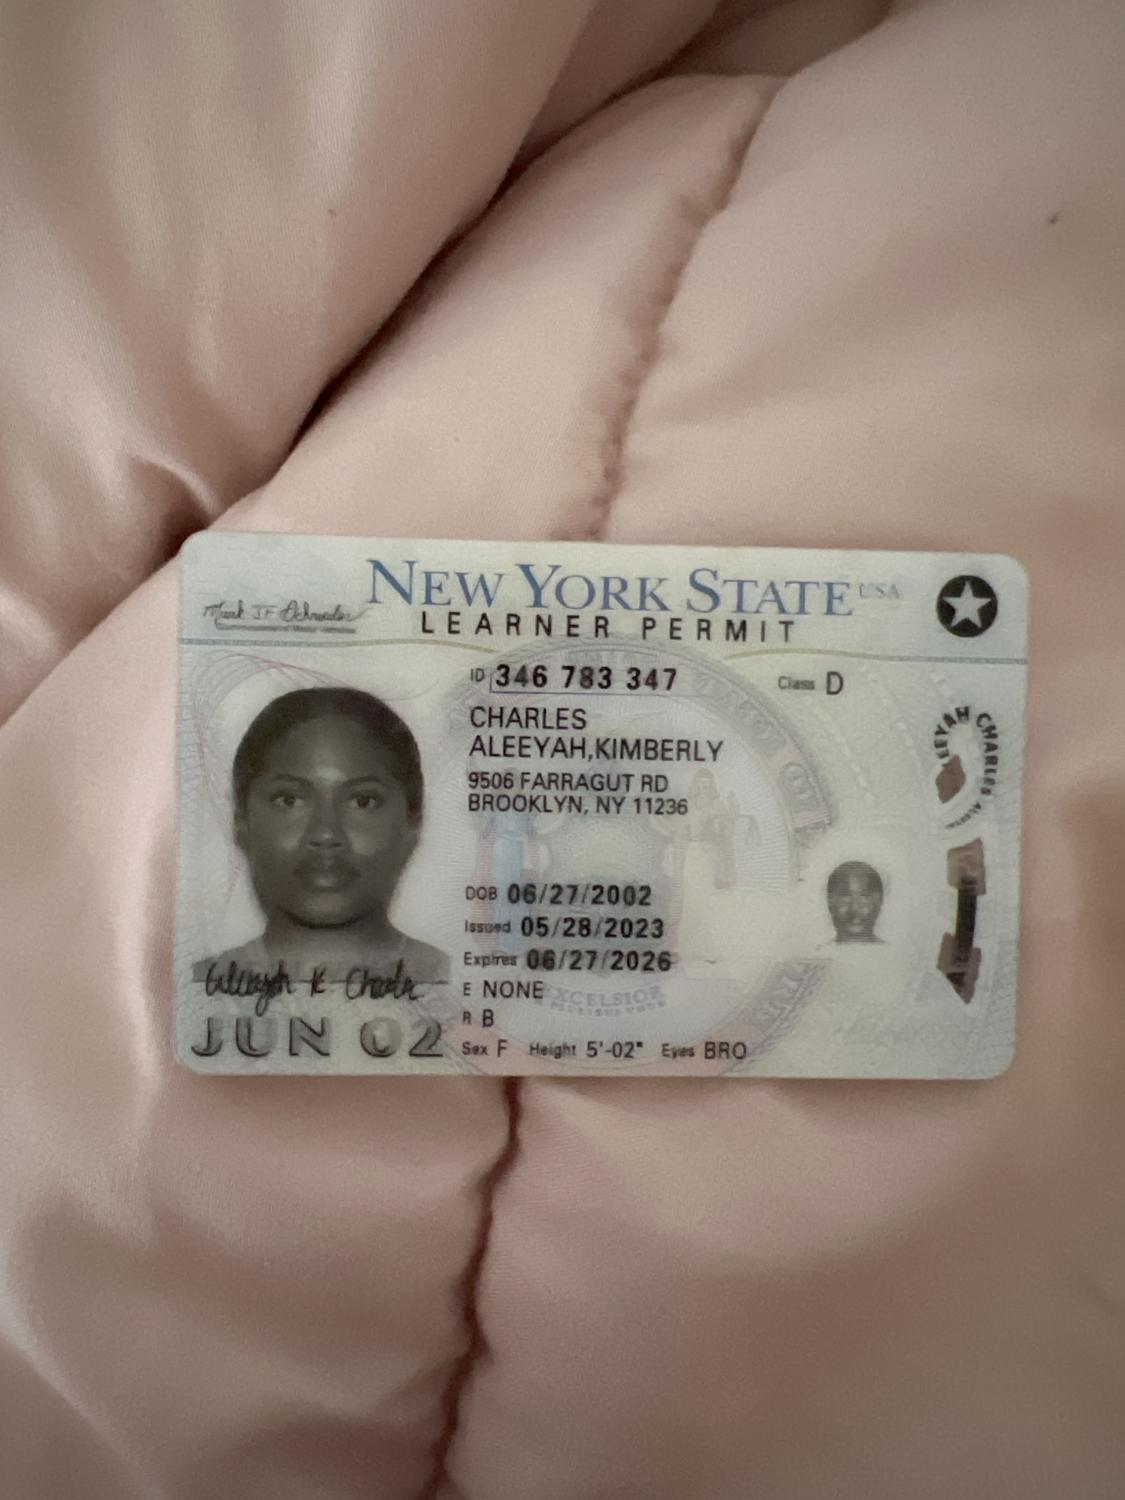 NEW YORK STATE USA
LEARNER PERMIT
ID 346 783 347 Class D
CHARLES
ALEEYAH,KIMBERLY
9506 FARRAGUT RD
BROOKLYN, NY 11236
DOB 06/27/2002
Issued 05/28/2023
Expires 06/27/2026
E NONE
R B
Sex F Height 5'-02" Eyes BRO
JUN 02
EEYAH CHARLES
EXCELSIOR